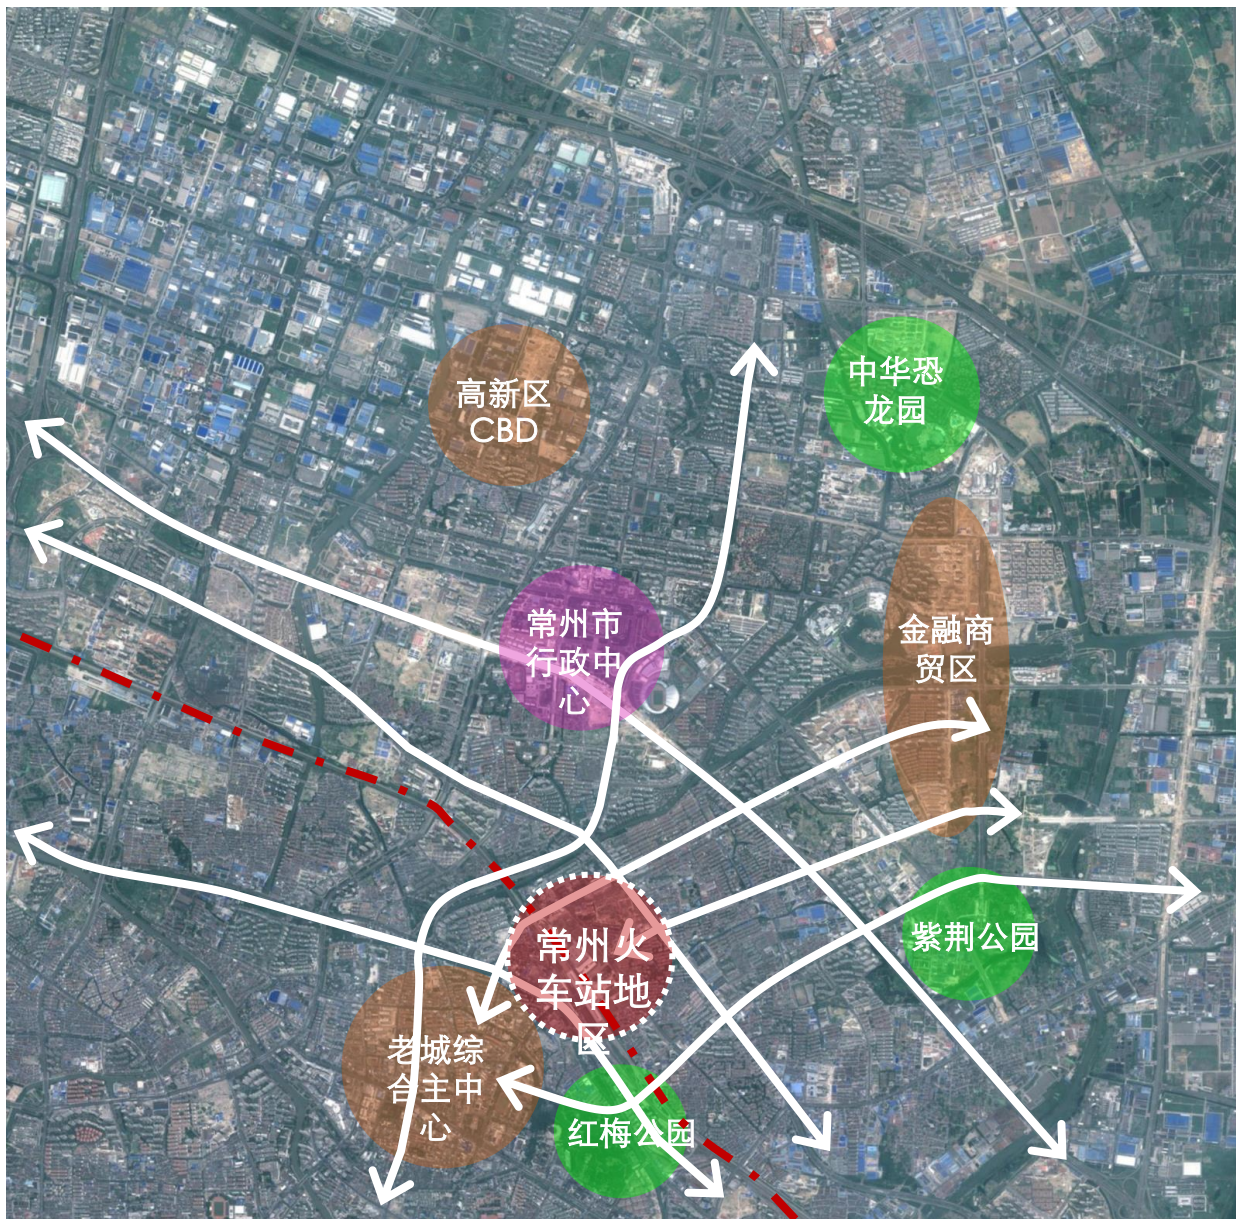 中华恐
龙园
高新区
CBD
常州市
行政中
心
金融商
贸区
紫荆公园
常州火
车站地
区
老城综
合主中
心
红梅公园